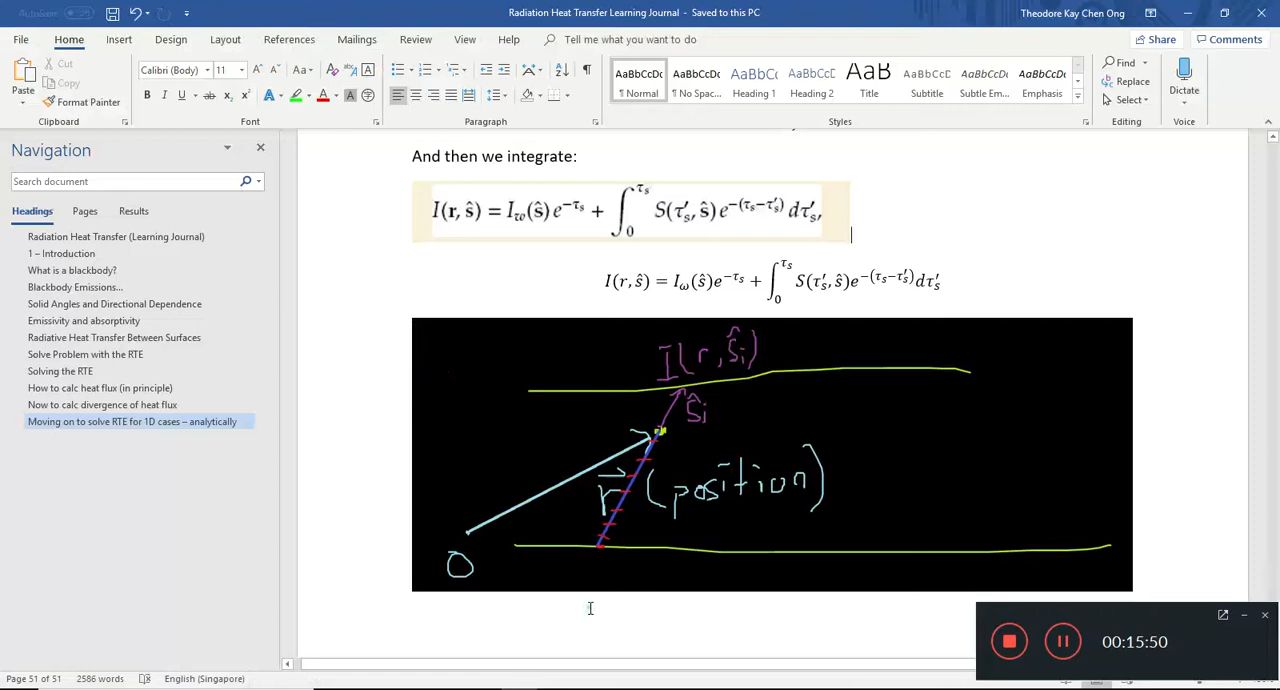 AutoSave Off
Radiation Heat Transfer Learning Journal - Saved to this PC
Theodore Kay Chen Ong
File Home Insert Design Layout References Mailings Review View Help Tell me what you want to do
Share Comments
Paste
Cut
Copy
Format Painter
Clipboard
Calibri (Body) 11
Font
Paragraph
AaBbCcDc AaBbCcDc AaBbCc AaBbCcC AaB AaBbCcD AaBbCcDc AaBbCcDc
¶ Normal ¶ No Spac... Heading 1 Heading 2 Title Subtitle Subtle Em... Emphasis
Styles
Find
Replace
Select
Editing
Dictate
Voice
Navigation
Search document
Headings Pages Results
Radiation Heat Transfer (Learning Journal)
1 – Introduction
What is a blackbody?
Blackbody Emissions...
Solid Angles and Directional Dependence
Emissivity and absorptivity
Radiative Heat Transfer Between Surfaces
Solve Problem with the RTE
Solving the RTE
How to calc heat flux (in principle)
Now to calc divergence of heat flux
Moving on to solve RTE for 1D cases – analytically
And then we integrate:
I(r, ŝ) = I_w(ŝ) e^{-τ_s} + ∫_0^{τ_s} S(τ′_s, ŝ) e^{-(τ_s-τ′_s)} dτ′_s,
I(r, ŝ) = I_ω(ŝ)e^{-τ_s} + ∫_0^{τ_s} S(τ′_s, ŝ)e^{-(τ_s-τ′_s)}dτ′_s
I(r, ŝi)
ŝi
r⃗ (position)
O
00:15:50
Page 51 of 51 2586 words English (Singapore)